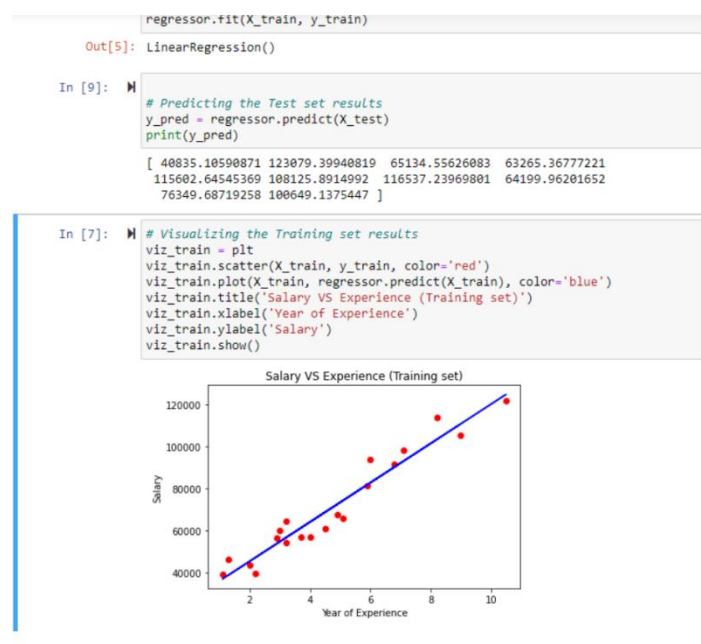 regressor.fit(X_train, y_train)
Out[5]: LinearRegression()
In [9]:
# Predicting the Test set results
y_pred = regressor.predict(X_test)
print(y_pred)
[ 40835.10590871 123079.39940819 65134.55626083 63265.36777221
115602.64545369 108125.8914992 116537.23969801 64199.96201652
76349.68719258 100649.1375447 ]
In [7]: # Visualizing the Training set results
viz_train = plt
viz_train.scatter(X_train, y_train, color='red')
viz_train.plot(X_train, regressor.predict(X_train), color='blue')
viz_train.title('Salary VS Experience (Training set)')
viz_train.xlabel('Year of Experience')
viz_train.ylabel('Salary')
viz_train.show()
Salary VS Experience (Training set)
120000
100000
80000
60000
40000
Salary
2 4 6 8 10
Year of Experience